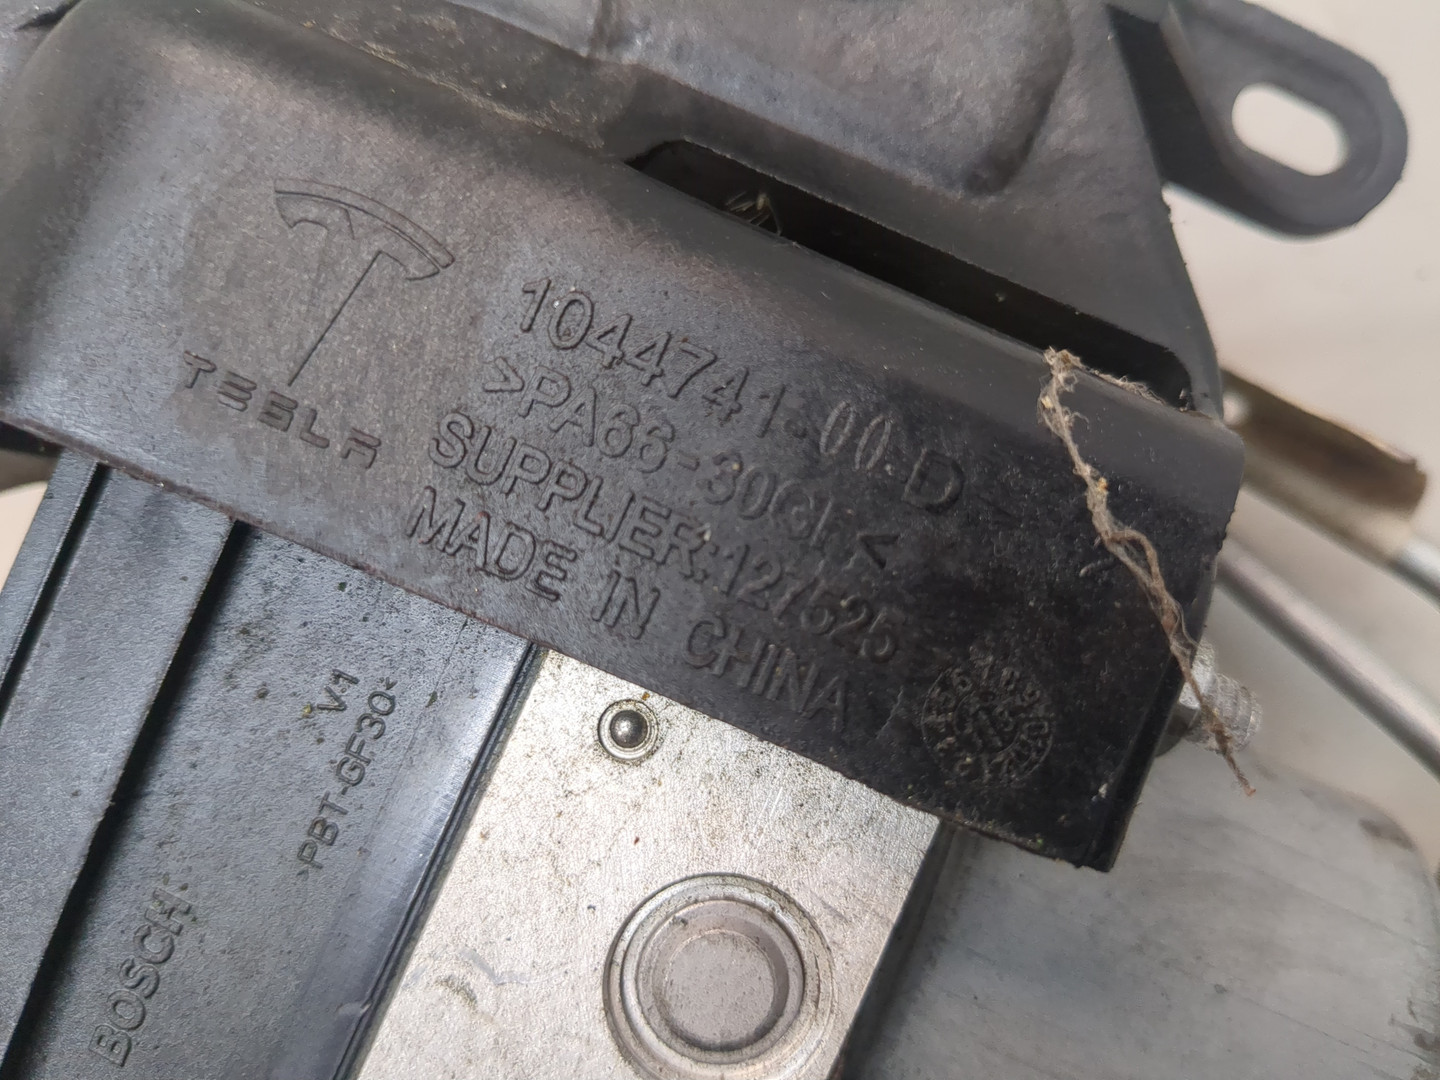 TESLA
1044741-00-D
>PA66-30GF<
SUPPLIER:127525
MADE IN CHINA
V1
>PBT-GF30<
BOSCH